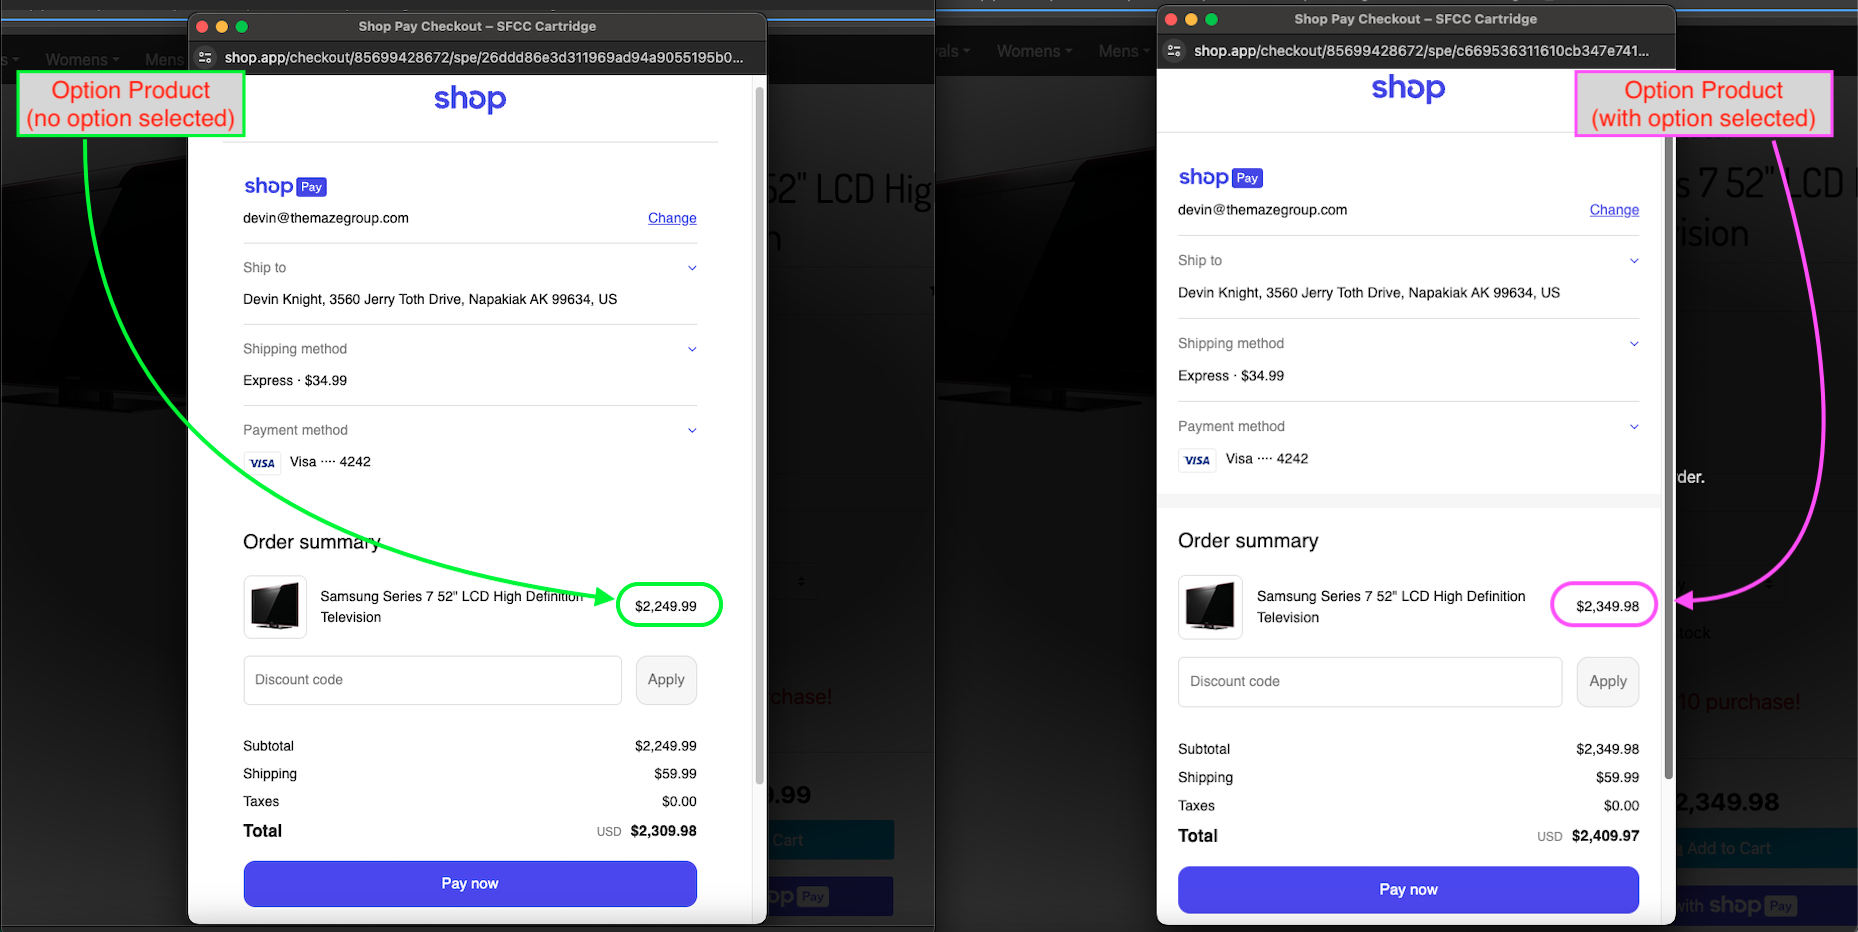 Shop Pay Checkout – SFCC Cartridge
shop.app/checkout/85699428672/spe/26ddd86e3d311969ad94a9055195b0...
Womens
Mens
Option Product
(no option selected)
shop
shop Pay
devin@themazegroup.com
Change
Ship to
Devin Knight, 3560 Jerry Toth Drive, Napakiak AK 99634, US
Shipping method
Express · $34.99
Payment method
VISA Visa ···· 4242
Order summary
Samsung Series 7 52" LCD High Definition
Television
$2,249.99
Discount code
Apply
Subtotal $2,249.99
Shipping $59.99
Taxes $0.00
Total USD $2,309.98
Pay now
52" LCD Hig
n
chase!
9.99
Cart
op Pay
Shop Pay Checkout – SFCC Cartridge
shop.app/checkout/85699428672/spe/c669536311610cb347e741...
vals
Womens
Mens
Option Product
(with option selected)
shop
shop Pay
devin@themazegroup.com
Change
Ship to
Devin Knight, 3560 Jerry Toth Drive, Napakiak AK 99634, US
Shipping method
Express · $34.99
Payment method
VISA Visa ···· 4242
Order summary
Samsung Series 7 52" LCD High Definition
Television
$2,349.98
Discount code
Apply
Subtotal $2,349.98
Shipping $59.99
Taxes $0.00
Total USD $2,409.97
Pay now
s 7 52" LCD
ision
der.
tock
10 purchase!
2,349.98
Add to Cart
with shop Pay